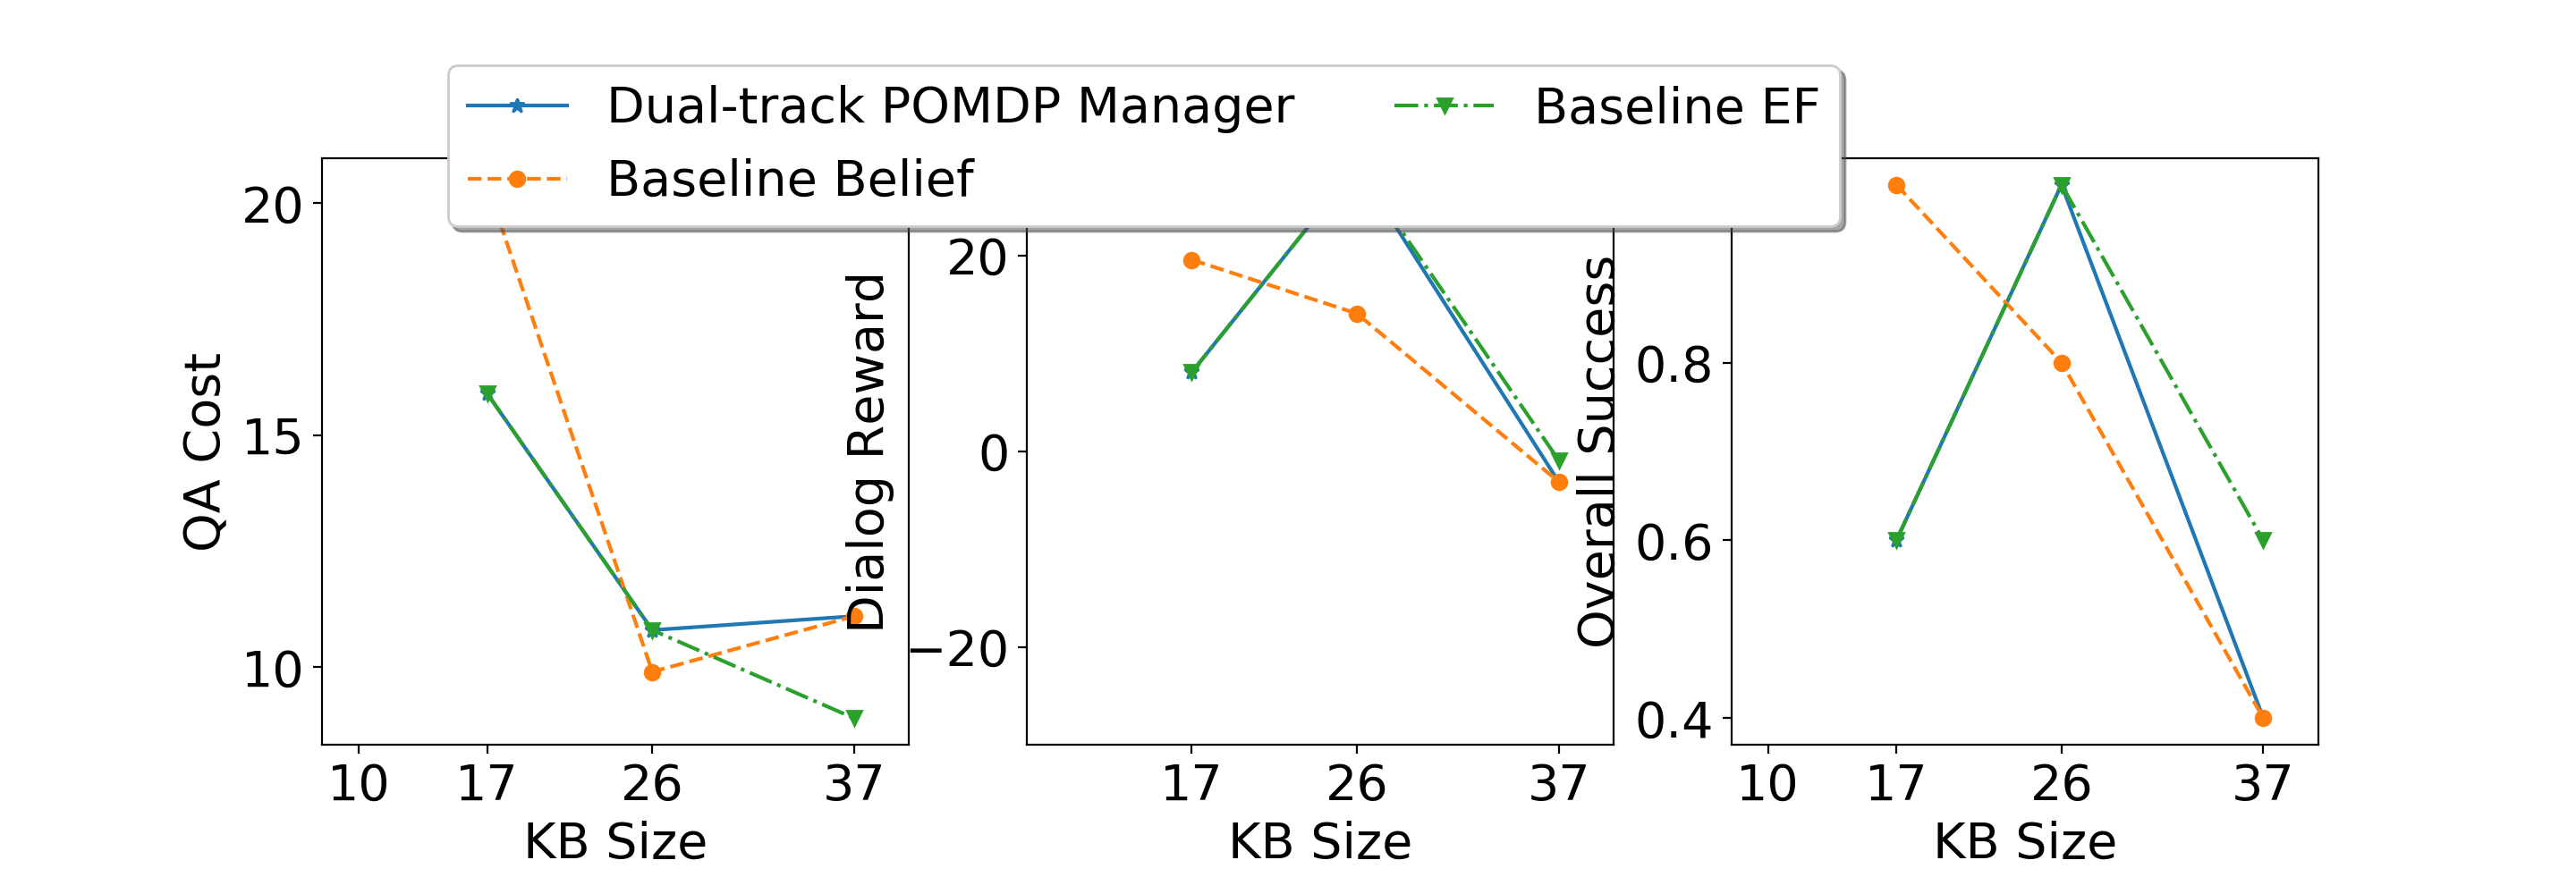 Dual-track POMDP Manager
Baseline Belief
Baseline EF
QA Cost
20
15
10
10 17 26 37
KB Size
Dialog Reward
20
0
−20
17 26 37
KB Size
Overall Success
0.8
0.6
0.4
10 17 26 37
KB Size